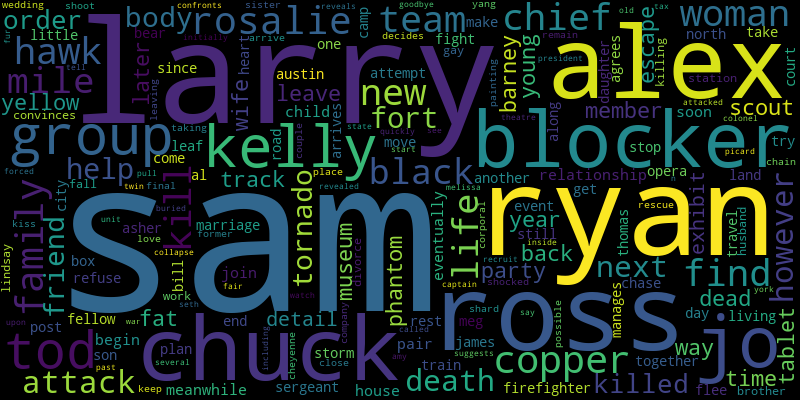 wedding shoot confronts sister reveals goodbye yang old tax
order body rosalie team make chief woman
camp decides
little hawk larry one fight gay barney young alex escape north take
mile later bear since wife heart austin attempt killing daughter station court
yellow leaving convinces leave new fort member soon scout
group child kelly road couple arrives move agrees painting president attacked colonel theatre
taking leaf blocker stop try
help come al track state quickly see start black along another relationship opera picard chain
forced fall pull twin final place revealed melissa land
family kiss city kill sam tornado museum phantom life ryan get rescue exhibit however
friend unit buried marriage eventually corporal event year thomas travel husband
lindsay asher love former inside still
box collapse bill divorce recruit back next find
refuse fair join party shocked chase
work seth watch company called captain ross manages dead york
post fellow fat detail rest shard say possible day living tablet
upon war end including storm pair meg james together jo
tod begin chuck cheyenne close amy suggests copper way time
son plan train
past several death firefighter killed flee
attack keep meanwhile sergeant house brother
fur tell initially remain